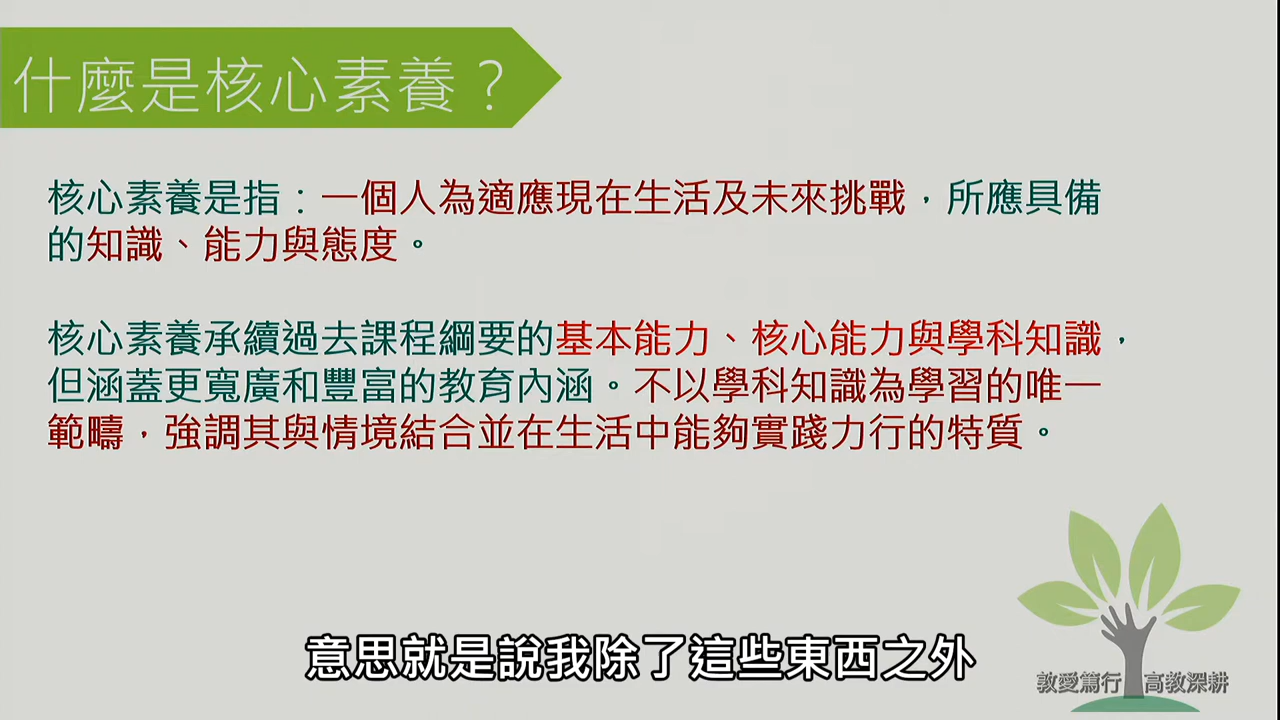 什麼是核心素養？
核心素養是指：一個人為適應現在生活及未來挑戰，所應具備
的知識、能力與態度。
核心素養承續過去課程綱要的基本能力、核心能力與學科知識，
但涵蓋更寬廣和豐富的教育內涵。不以學科知識為學習的唯一
範疇，強調其與情境結合並在生活中能夠實踐力行的特質。
意思就是說我除了這些東西之外
敦愛篤行 高教深耕